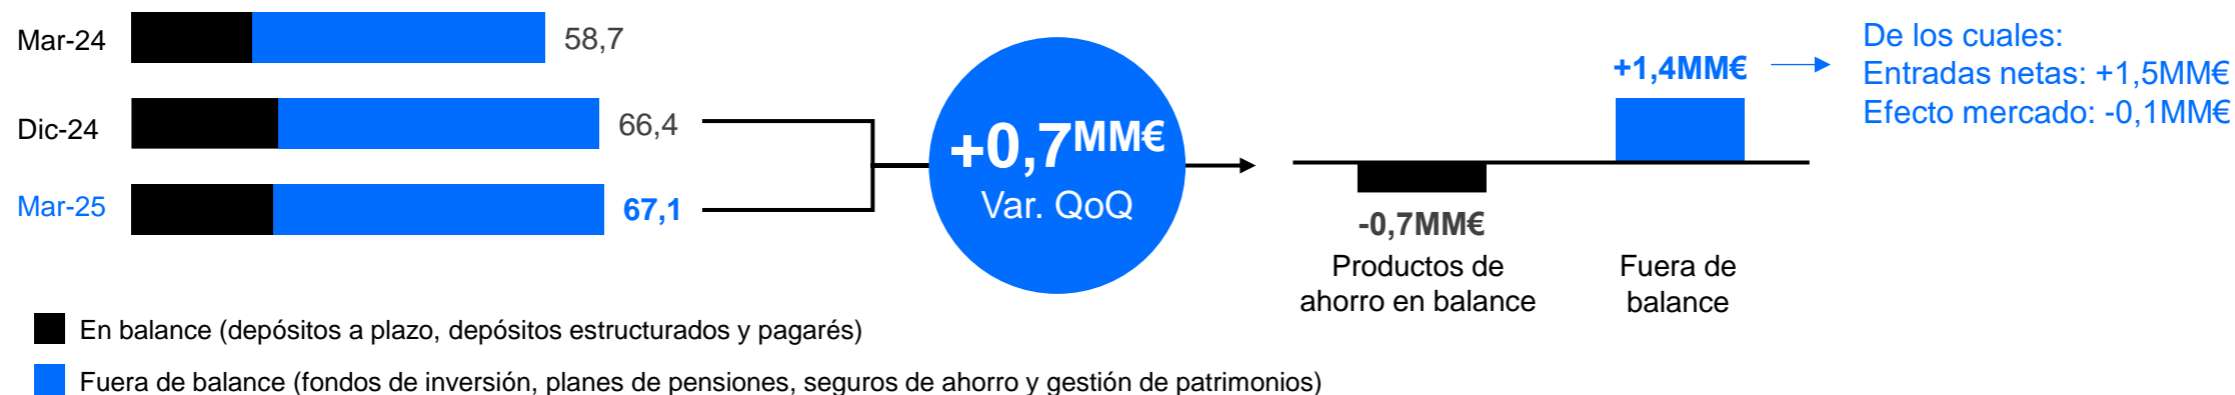 Mar-24
58,7
Dic-24
66,4
Mar-25
67,1
+0,7MM€
Var. QoQ
-0,7MM€
Productos de
ahorro en balance
+1,4MM€
Fuera de
balance
De los cuales:
Entradas netas: +1,5MM€
Efecto mercado: -0,1MM€
En balance (depósitos a plazo, depósitos estructurados y pagarés)
Fuera de balance (fondos de inversión, planes de pensiones, seguros de ahorro y gestión de patrimonios)